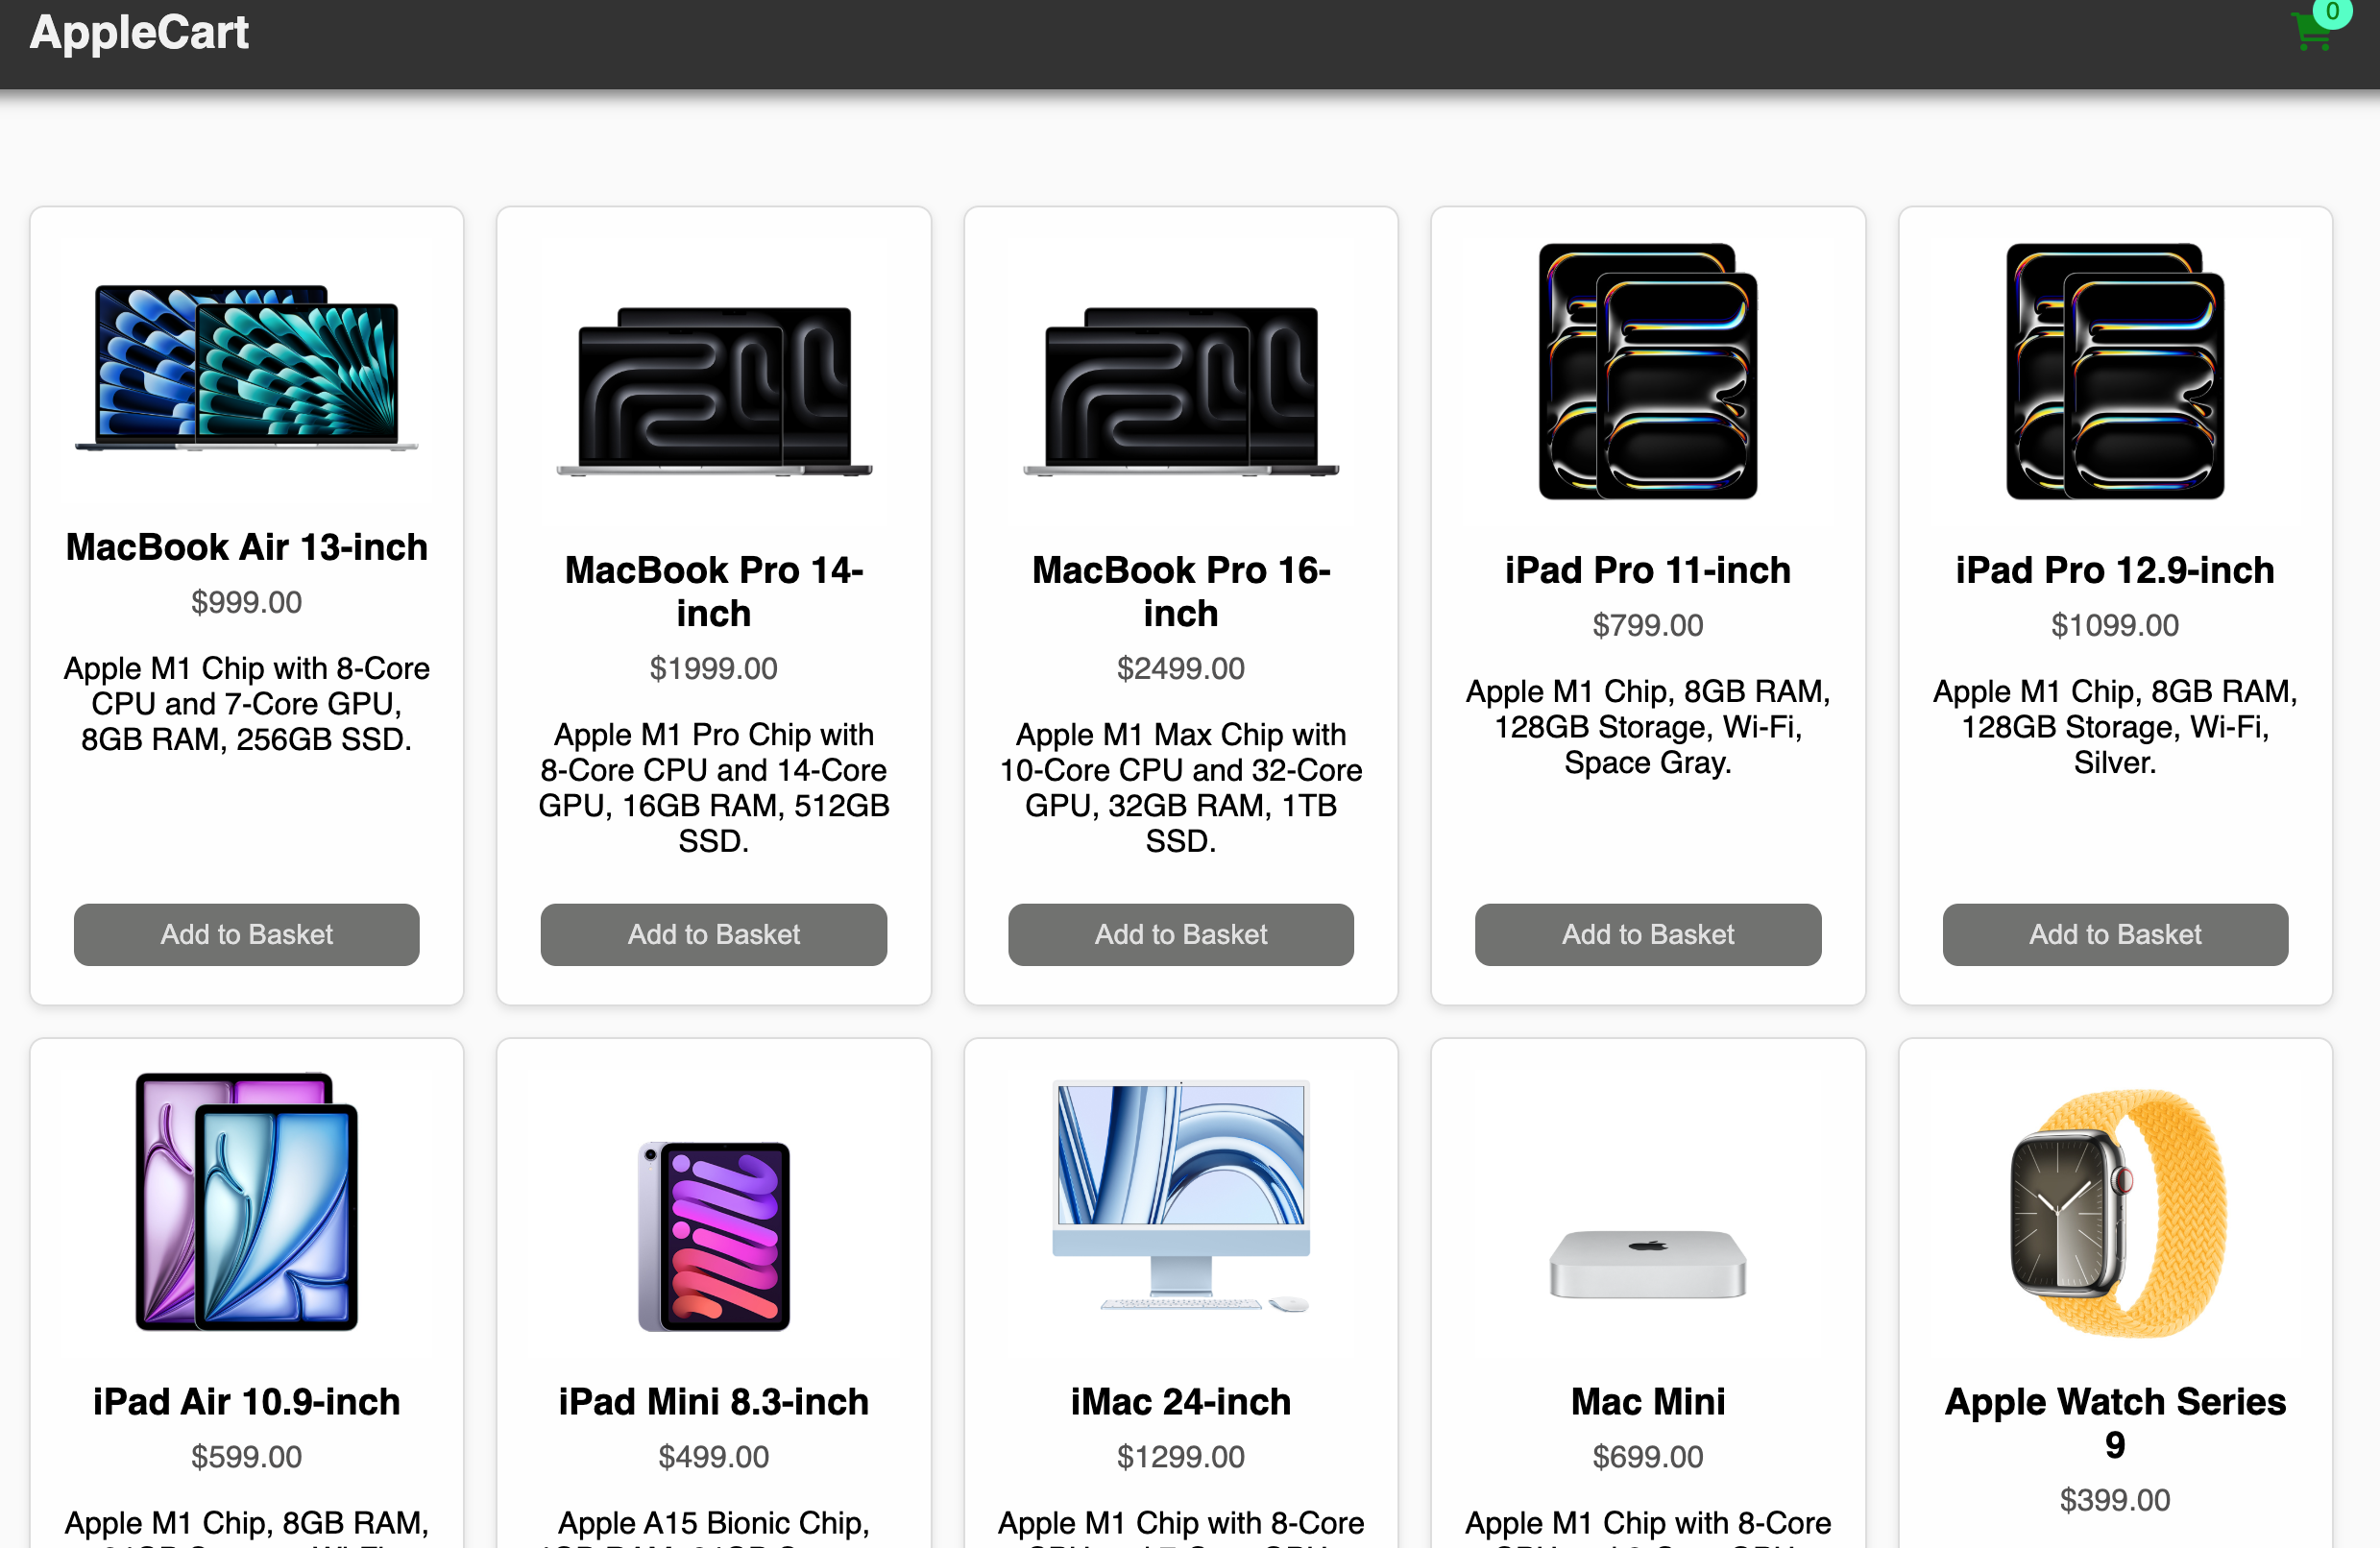 AppleCart
0
MacBook Air 13-inch
$999.00
Apple M1 Chip with 8-Core
CPU and 7-Core GPU,
8GB RAM, 256GB SSD.
Add to Basket
MacBook Pro 14-
inch
$1999.00
Apple M1 Pro Chip with
8-Core CPU and 14-Core
GPU, 16GB RAM, 512GB
SSD.
Add to Basket
MacBook Pro 16-
inch
$2499.00
Apple M1 Max Chip with
10-Core CPU and 32-Core
GPU, 32GB RAM, 1TB
SSD.
Add to Basket
iPad Pro 11-inch
$799.00
Apple M1 Chip, 8GB RAM,
128GB Storage, Wi-Fi,
Space Gray.
Add to Basket
iPad Pro 12.9-inch
$1099.00
Apple M1 Chip, 8GB RAM,
128GB Storage, Wi-Fi,
Silver.
Add to Basket
iPad Air 10.9-inch
$599.00
Apple M1 Chip, 8GB RAM,
iPad Mini 8.3-inch
$499.00
Apple A15 Bionic Chip,
iMac 24-inch
$1299.00
Apple M1 Chip with 8-Core
Mac Mini
$699.00
Apple M1 Chip with 8-Core
Apple Watch Series
9
$399.00